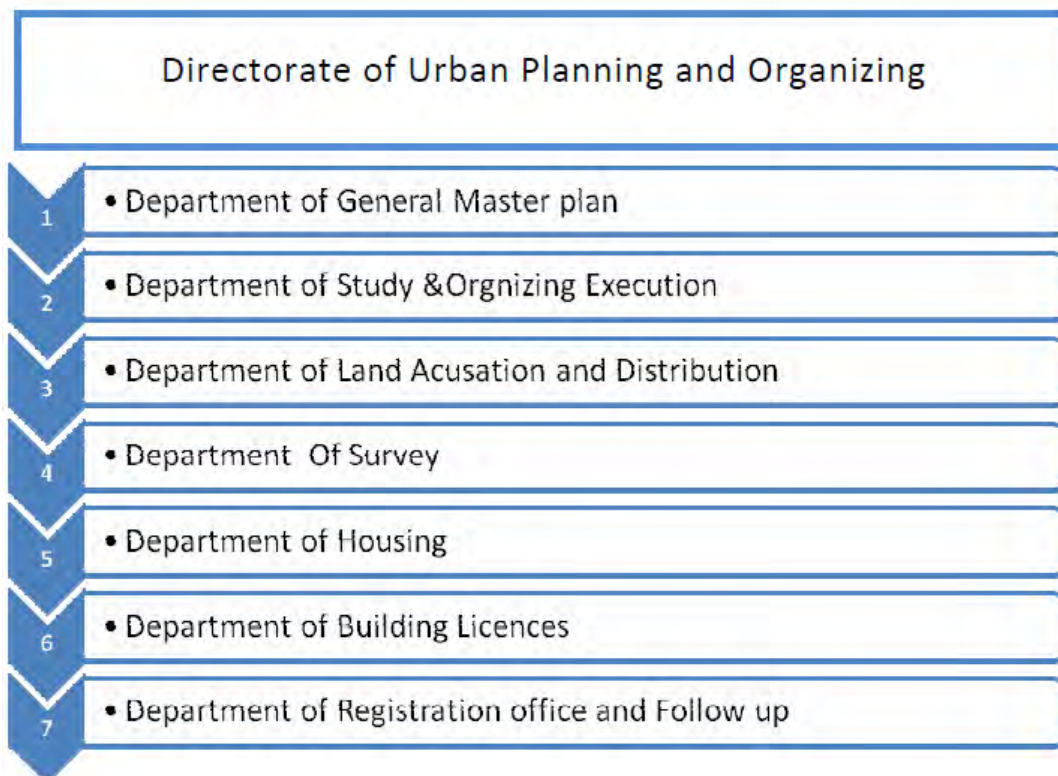 Directorate of Urban Planning and Organizing
1
• Department of General Master plan
2
• Department of Study &Orgnizing Execution
3
• Department of Land Acusation and Distribution
4
• Department Of Survey
5
• Department of Housing
6
• Department of Building Licences
7
• Department of Registration office and Follow up